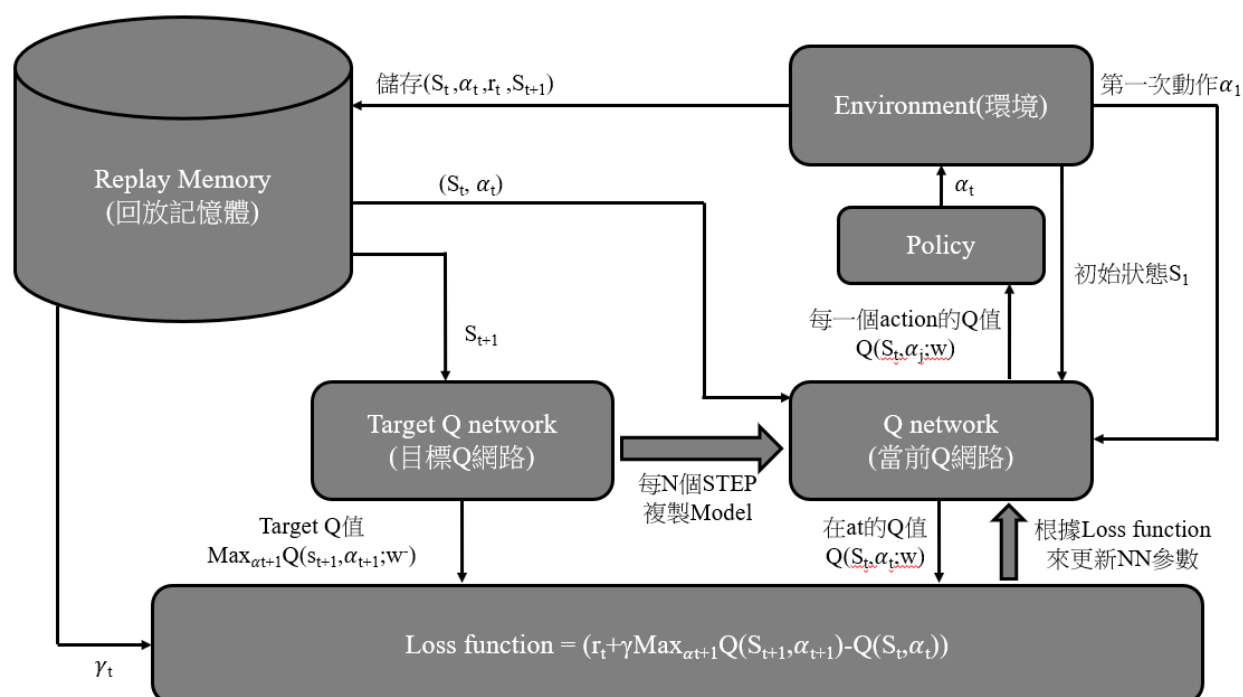 儲存(Sₜ,αₜ,rₜ,Sₜ₊₁)
Environment(環境)
第一次動作α₁
Replay Memory
(回放記憶體)
(Sₜ, αₜ)
αₜ
Policy
初始狀態S₁
每一個action的Q值
Q(Sₜ,αⱼ;w)
Sₜ₊₁
Target Q network
(目標Q網路)
Q network
(當前Q網路)
每N個STEP
複製Model
Target Q值
Maxαt+1Q(sₜ₊₁,αₜ₊₁;w⁻)
在at的Q值
Q(Sₜ,αₜ;w)
根據Loss function
來更新NN參數
Loss function = (rₜ+γMaxαt+1Q(Sₜ₊₁,αₜ₊₁)-Q(Sₜ,αₜ))
γₜ